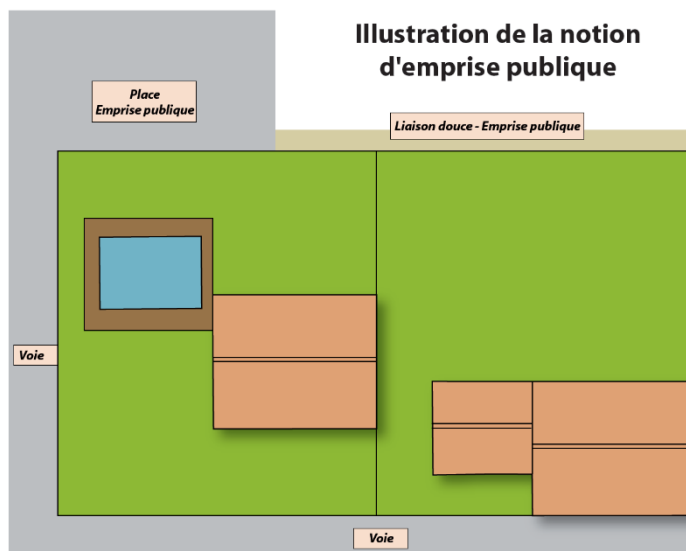 Illustration de la notion
d'emprise publique
Place
Emprise publique
Liaison douce - Emprise publique
Voie
Voie